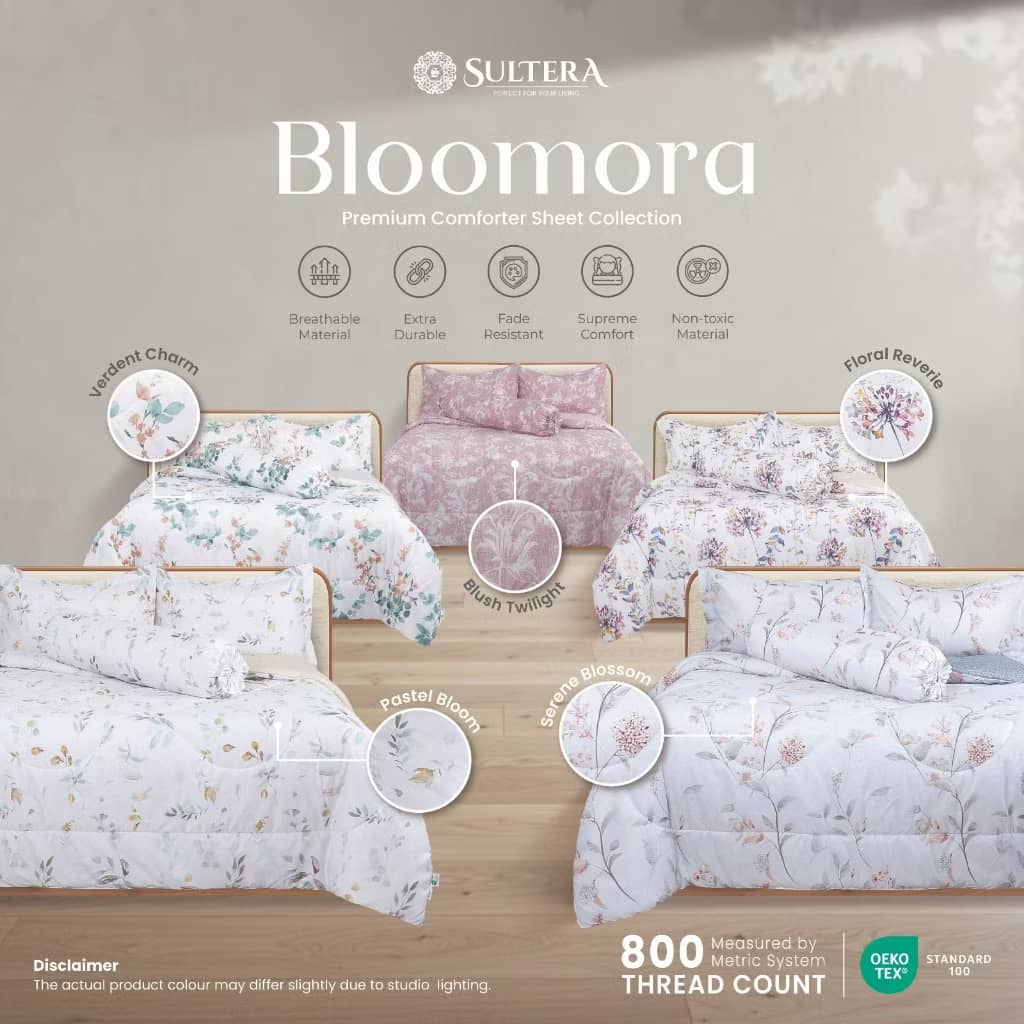 SULTERA
PERFECT FOR YOUR LIVING
Bloomora
Premium Comforter Sheet Collection
Breathable
Material
Extra
Durable
Fade
Resistant
Supreme
Comfort
Non-toxic
Material
Verdent Charm
Floral Reverie
Blush Twilight
Pastel Bloom
Serene Blossom
Disclaimer
The actual product colour may differ slightly due to studio lighting.
800 Measured by
Metric System
THREAD COUNT
OEKO
TEX®
STANDARD
100